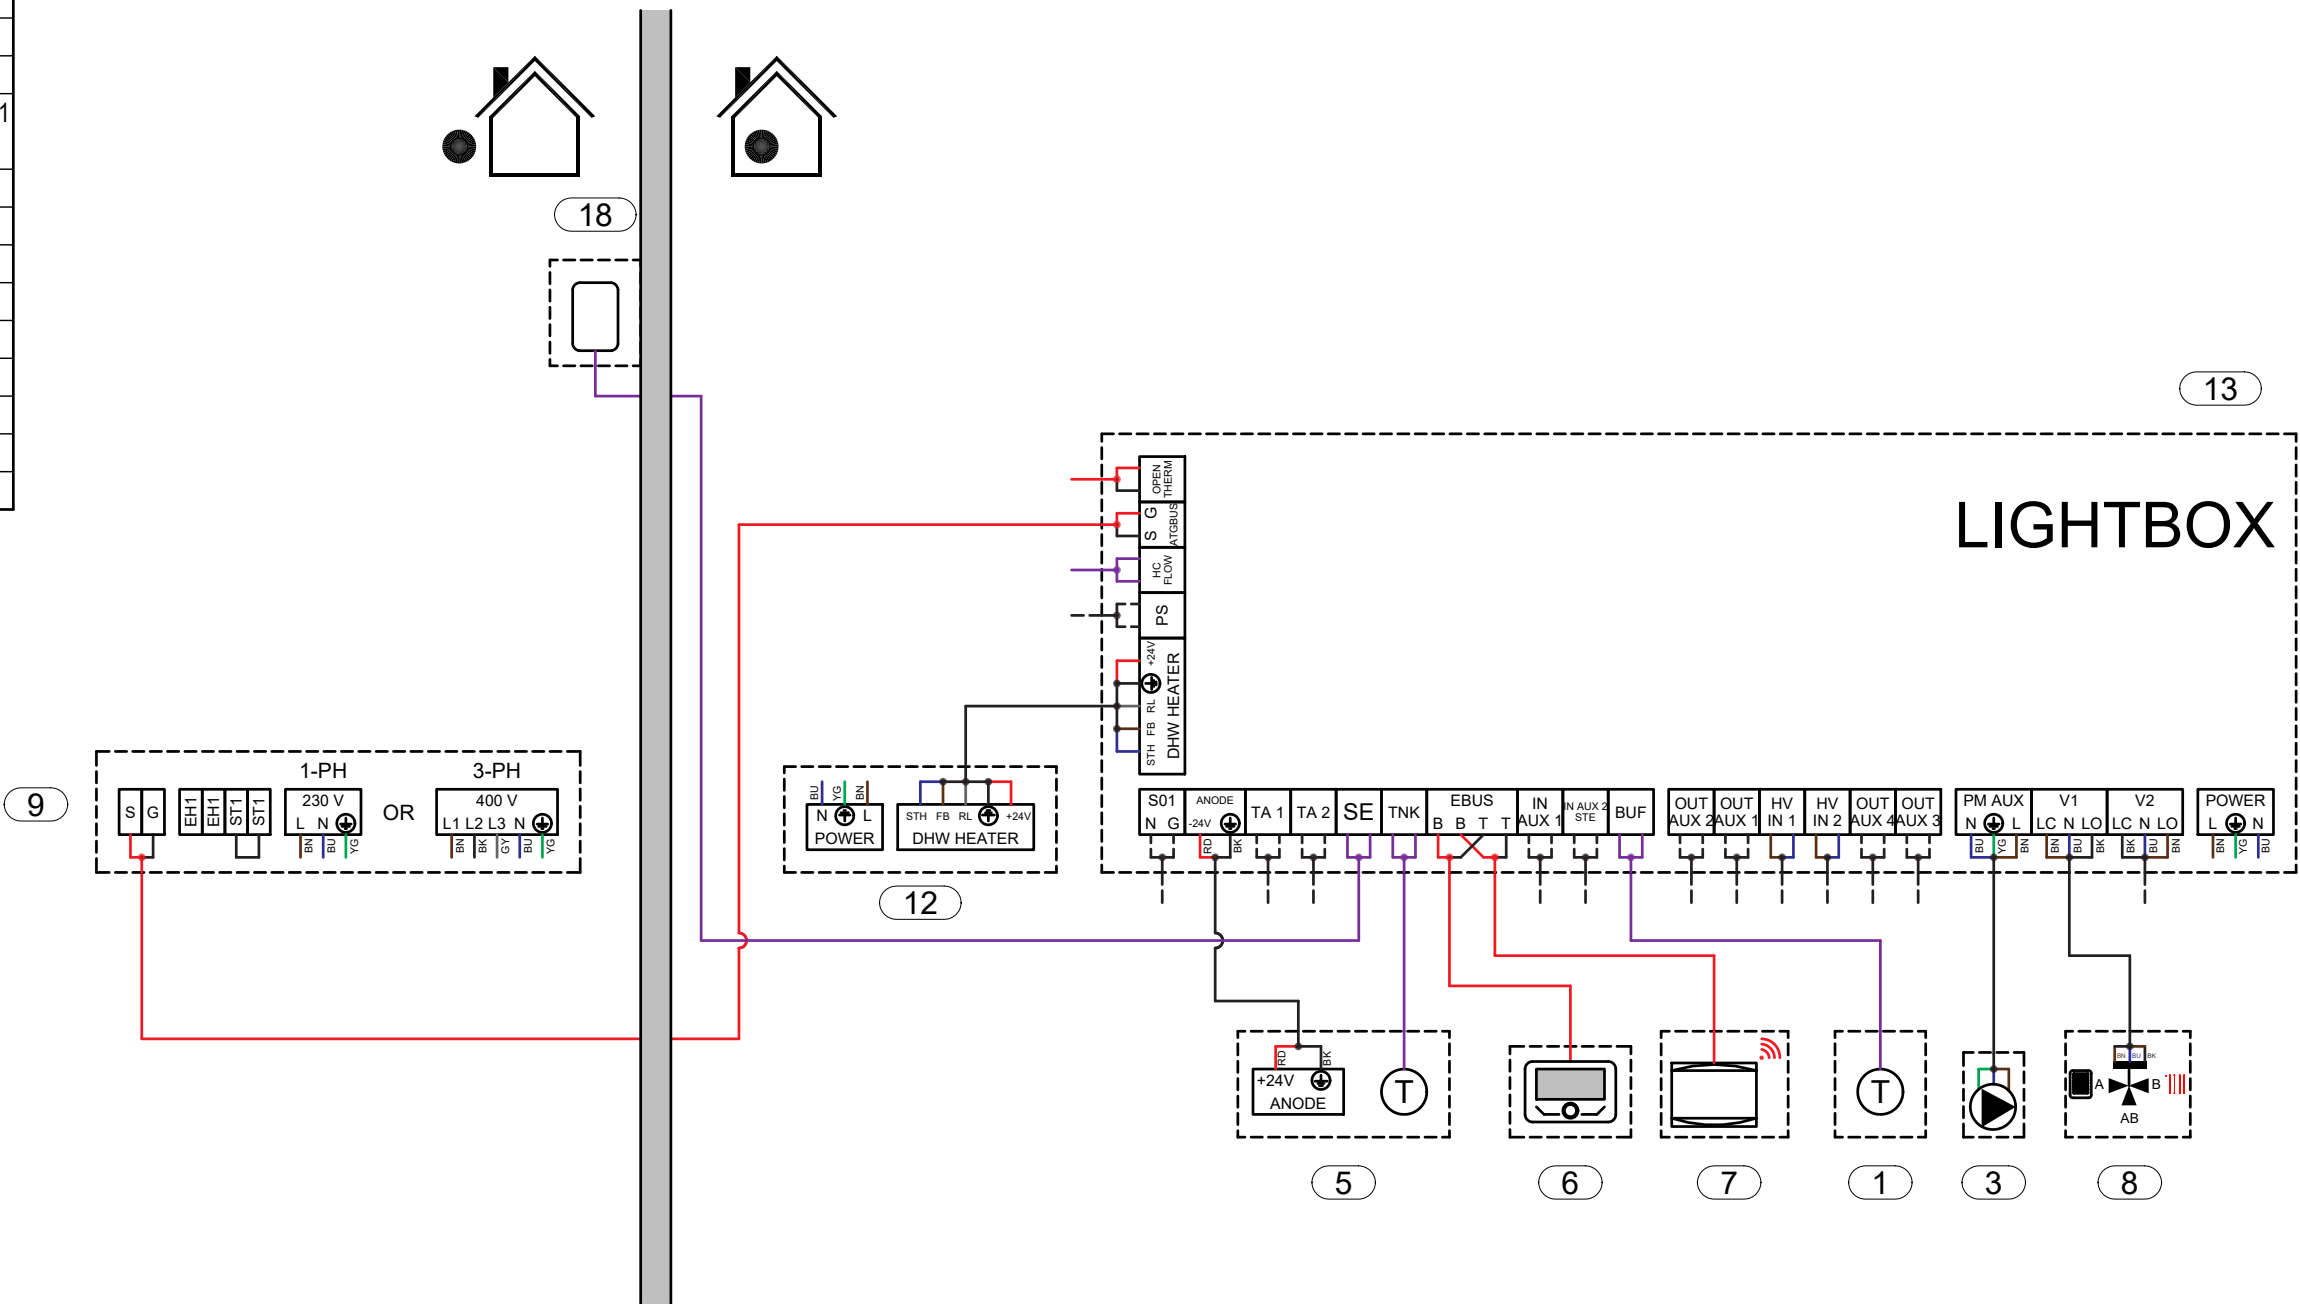 1
18
13
LIGHTBOX
OPEN THERM
S G ATGBUS
HC FLOW
PS
STH FB RL +24V
DHW HEATER
9
1-PH
3-PH
S G
EH1 EH1 ST1 ST1
230 V
L N
BN BU YG
OR
400 V
L1 L2 L3 N
BN BK GY BU YG
BU YG BN
N L
POWER
STH FB RL +24V
DHW HEATER
12
S01
N G
ANODE
-24V
RD BK
TA 1
TA 2
SE
TNK
EBUS
B B T T
IN
AUX 1
IN AUX 2
STE
BUF
OUT
AUX 2
OUT
AUX 1
HV
IN 1
HV
IN 2
OUT
AUX 4
OUT
AUX 3
PM AUX
N L
BU YG BN
V1
LC N LO
BN BU BK
V2
LC N LO
BK BU BN
POWER
L N
BN YG BU
RD BK
+24V
ANODE
T
T
BN BU BK
A B
AB
5
6
7
1
3
8